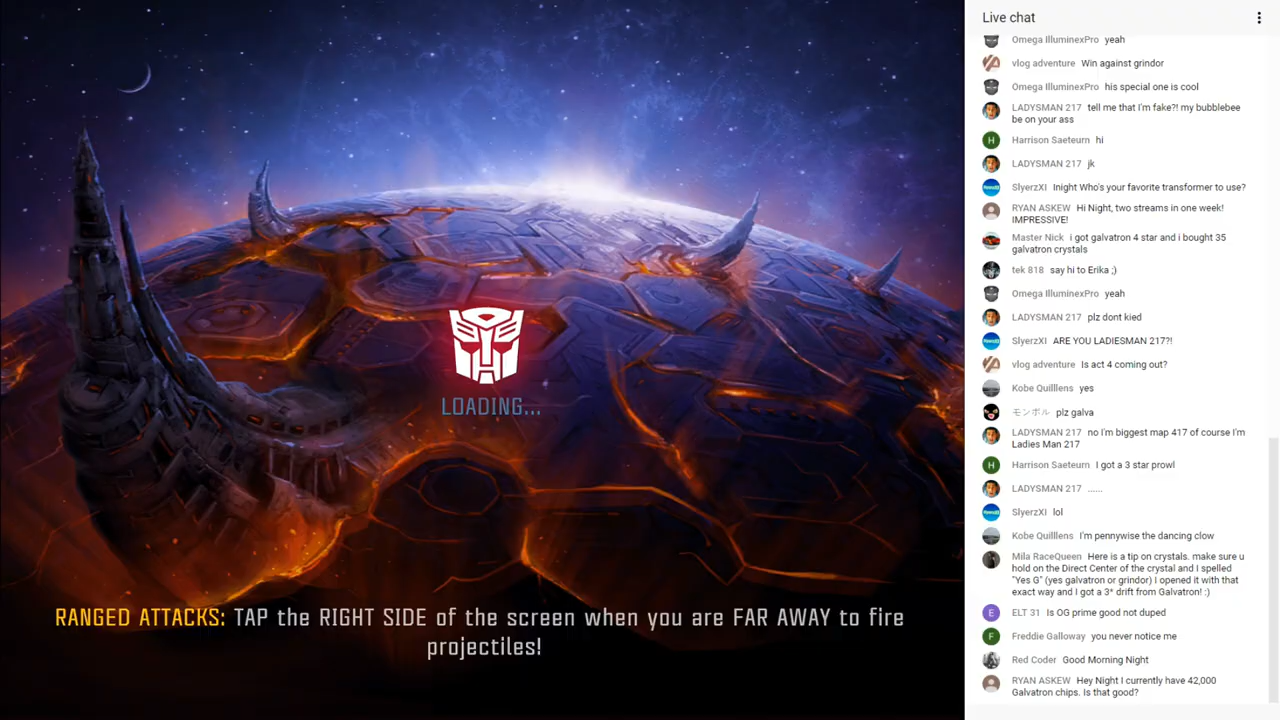 LOADING...
RANGED ATTACKS: TAP the RIGHT SIDE of the screen when you are FAR AWAY to fire
projectiles!
Live chat
Omega IlluminexPro yeah
vlog adventure Win against grindor
Omega IlluminexPro his special one is cool
LADYSMAN 217 tell me that I'm fake?! my bubblebee
be on your ass
H Harrison Saeteurn hi
LADYSMAN 217 jk
SlyerzXI Inight Who's your favorite transformer to use?
RYAN ASKEW Hi Night, two streams in one week!
IMPRESSIVE!
Master Nick i got galvatron 4 star and i bought 35
galvatron crystals
tek 818 say hi to Erika ;)
Omega IlluminexPro yeah
LADYSMAN 217 plz dont kied
SlyerzXI ARE YOU LADIESMAN 217?!
vlog adventure Is act 4 coming out?
Kobe Quilllens yes
モンボル plz galva
LADYSMAN 217 no I'm biggest map 417 of course I'm
Ladies Man 217
H Harrison Saeteurn I got a 3 star prowl
LADYSMAN 217 ......
SlyerzXI lol
Kobe Quilllens I'm pennywise the dancing clow
Mila RaceQueen Here is a tip on crystals. make sure u
hold on the Direct Center of the crystal and I spelled
"Yes G" (yes galvatron or grindor) I opened it with that
exact way and I got a 3* drift from Galvatron! :)
E ELT 31 Is OG prime good not duped
F Freddie Galloway you never notice me
Red Coder Good Morning Night
RYAN ASKEW Hey Night I currently have 42,000
Galvatron chips. Is that good?